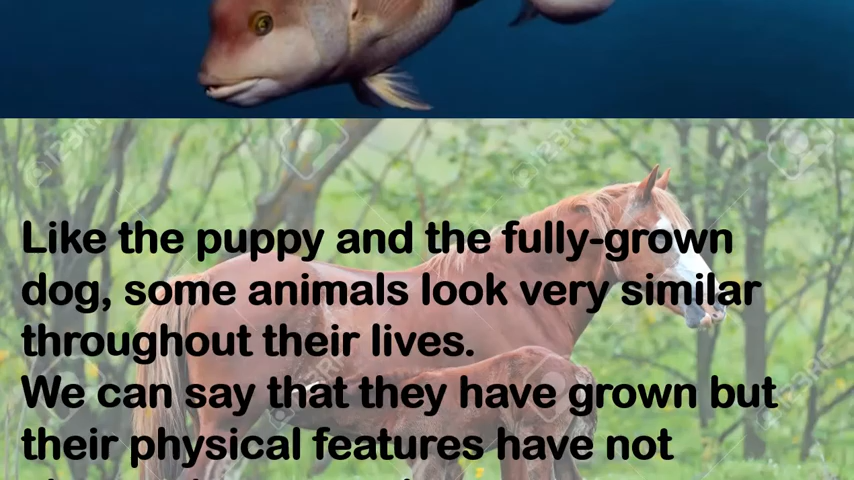 123RF
Like the puppy and the fully-grown
dog, some animals look very similar
throughout their lives.
We can say that they have grown but
their physical features have not